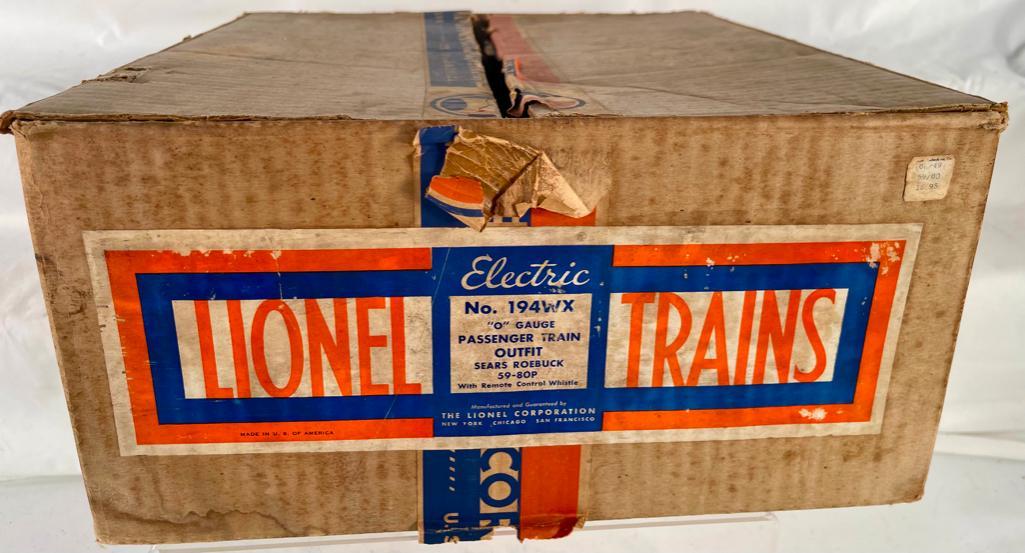 LIONEL
Electric
TRAINS
No. 194WX
"O" GAUGE
PASSENGER TRAIN
OUTFIT
SEARS ROEBUCK
59-80P
With Remote Control Whistle
Manufactured and Guaranteed by
THE LIONEL CORPORATION
NEW YORK CHICAGO SAN FRANCISCO
MADE IN U. S. OF AMERICA